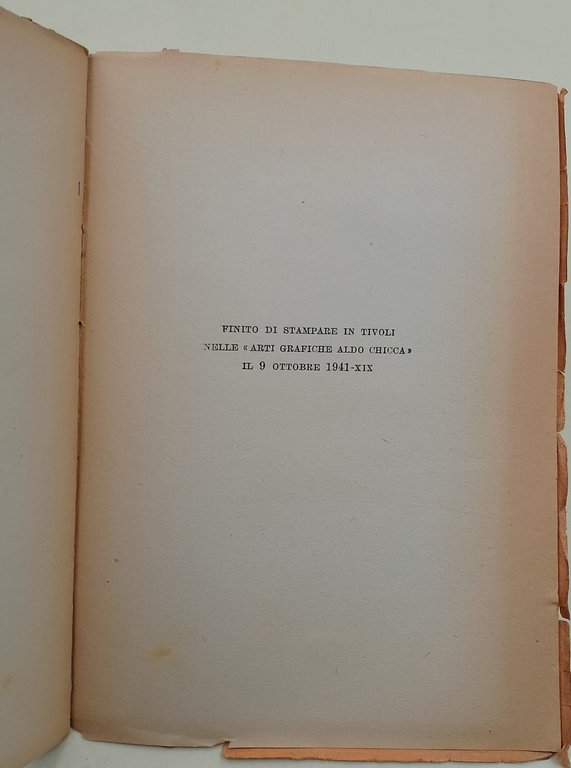 FINITO DI STAMPARE IN TIVOLI
NELLE « ARTI GRAFICHE ALDO CHICCA »
IL 9 OTTOBRE 1941-XIX